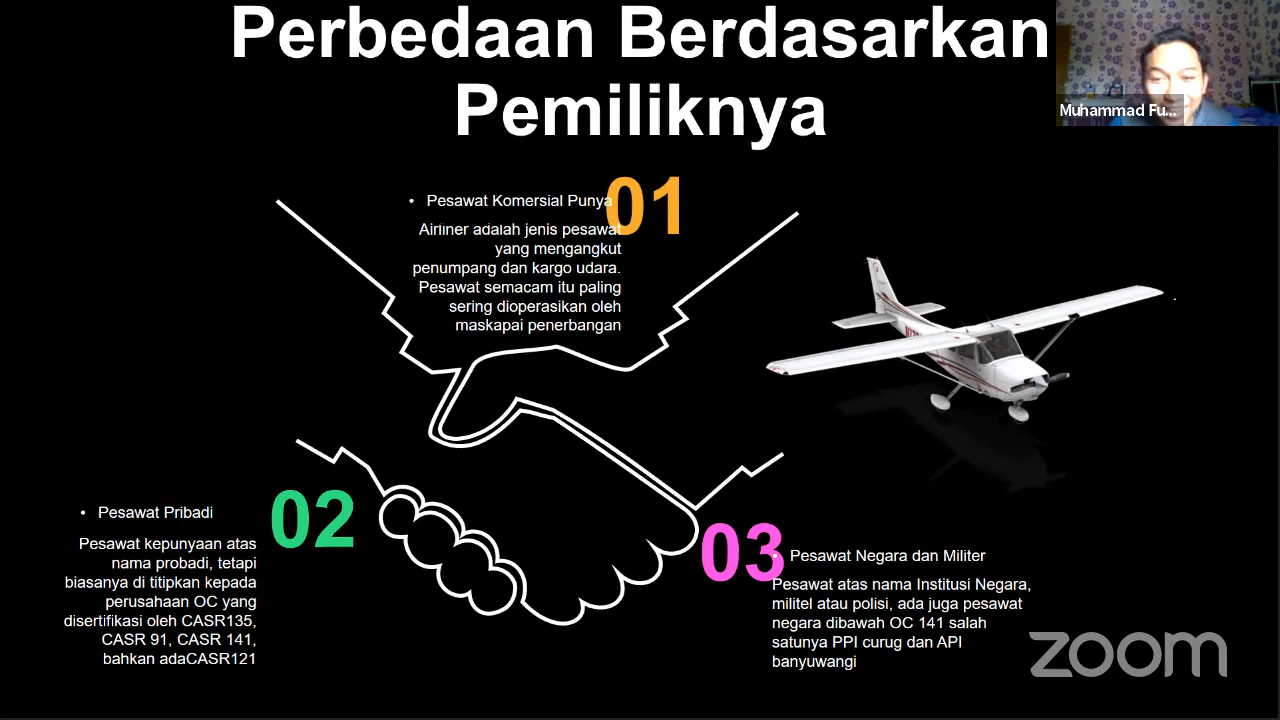 Perbedaan Berdasarkan
Pemiliknya
Muhammad Fu...
01
• Pesawat Komersial Punya
Airliner adalah jenis pesawat
yang mengangkut
penumpang dan kargo udara.
Pesawat semacam itu paling
sering dioperasikan oleh
maskapai penerbangan
02
• Pesawat Pribadi
Pesawat kepunyaan atas
nama probadi, tetapi
biasanya di titipkan kepada
perusahaan OC yang
disertifikasi oleh CASR135,
CASR 91, CASR 141,
bahkan adaCASR121
03
• Pesawat Negara dan Militer
Pesawat atas nama Institusi Negara,
militel atau polisi, ada juga pesawat
negara dibawah OC 141 salah
satunya PPI curug dan API
banyuwangi
zoom